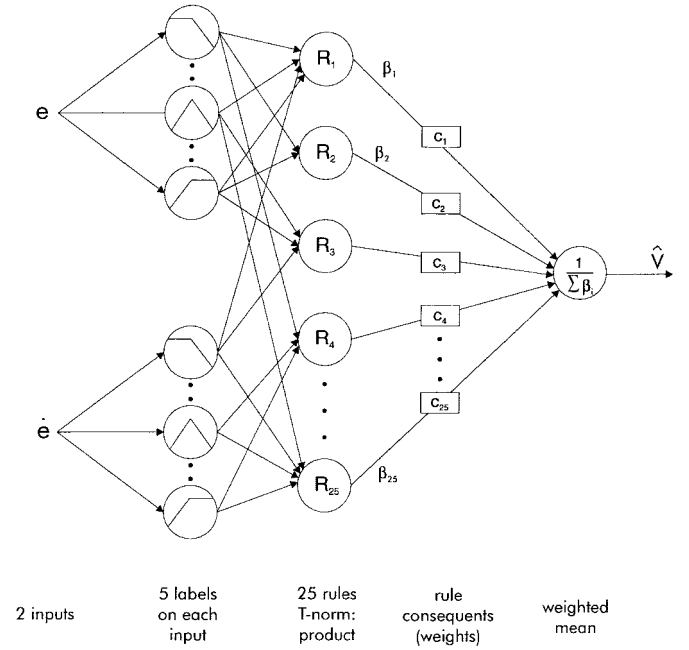 e
ė
R₁
R₂
R₃
R₄
R₂₅
β₁
β₂
β₂₅
c₁
c₂
c₃
c₄
c₂₅
1
∑ βᵢ
V̂
2 inputs
5 labels
on each
input
25 rules
T-norm:
product
rule
consequents
(weights)
weighted
mean